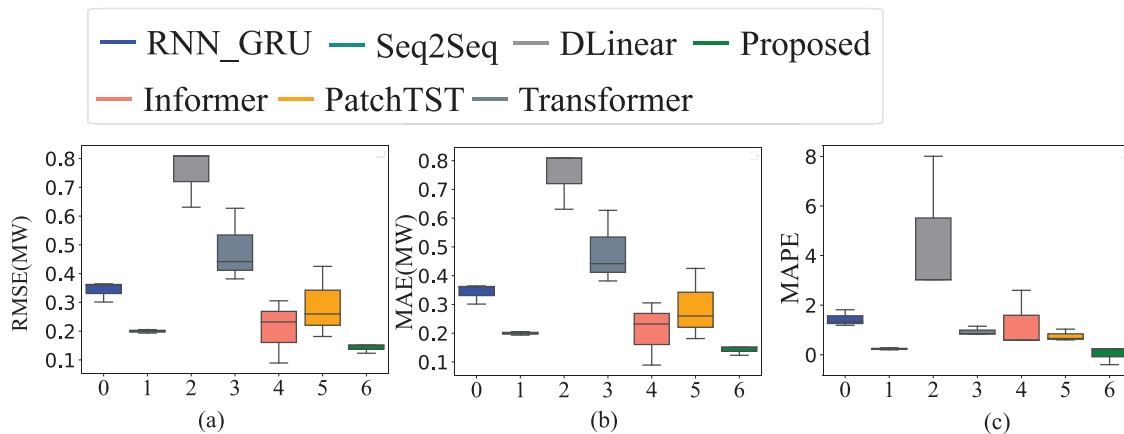 RNN_GRU Seq2Seq DLinear Proposed
Informer PatchTST Transformer
RMSE(MW)
0.8
0.7
0.6
0.5
0.4
0.3
0.2
0.1
0 1 2 3 4 5 6
(a)
MAE(MW)
0.8
0.7
0.6
0.5
0.4
0.3
0.2
0.1
0 1 2 3 4 5 6
(b)
MAPE
8
6
4
2
0
0 1 2 3 4 5 6
(c)